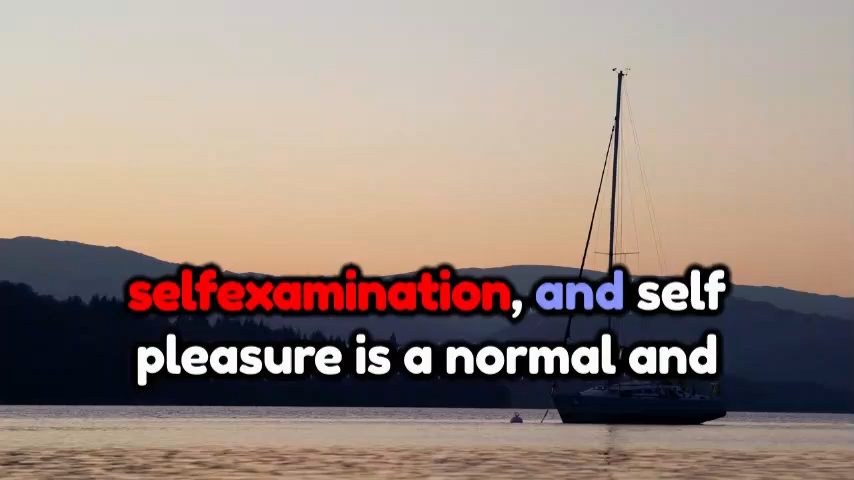 selfexamination, and self
pleasure is a normal and